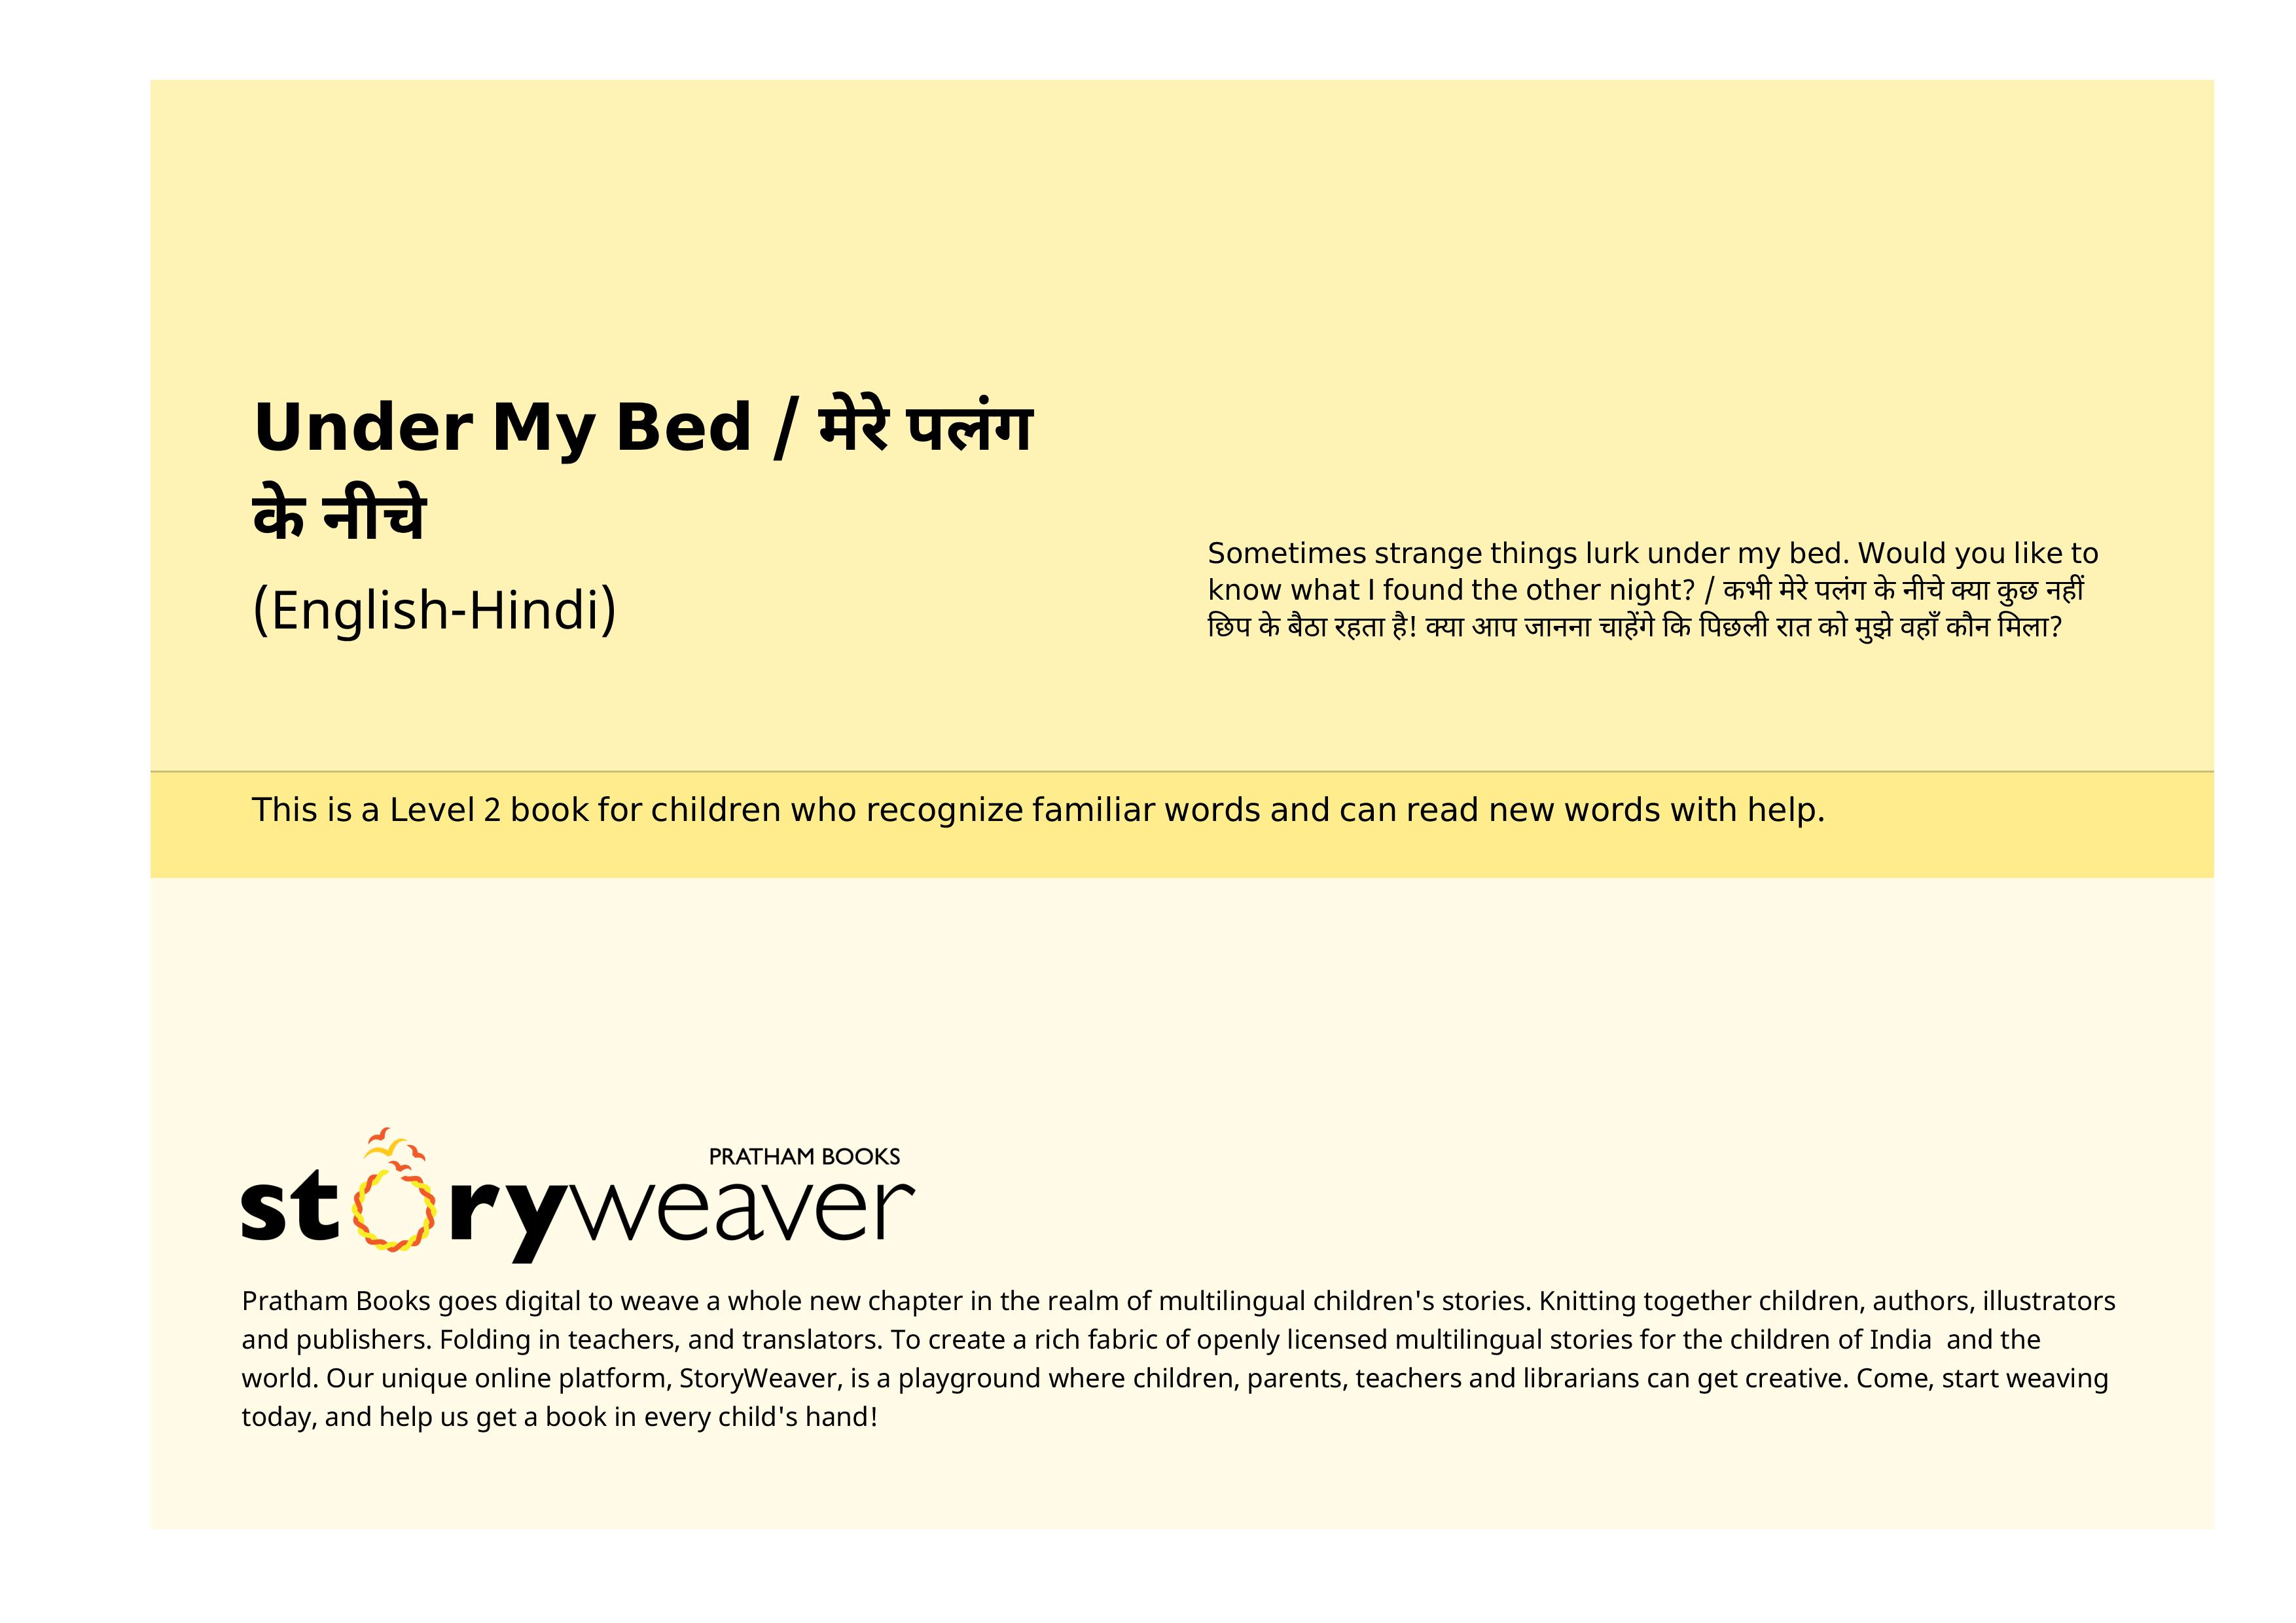 Under My Bed / मेरे पलंग
के नीचे
(English-Hindi)
Sometimes strange things lurk under my bed. Would you like to
know what I found the other night? / कभी मेरे पलंग के नीचे क्या कुछ नहीं
छिप के बैठा रहता है! क्या आप जानना चाहेंगे कि पिछली रात को मुझे वहाँ कौन मिला?
This is a Level 2 book for children who recognize familiar words and can read new words with help.
PRATHAM BOOKS
storyweaver
Pratham Books goes digital to weave a whole new chapter in the realm of multilingual children's stories. Knitting together children, authors, illustrators
and publishers. Folding in teachers, and translators. To create a rich fabric of openly licensed multilingual stories for the children of India  and the
world. Our unique online platform, StoryWeaver, is a playground where children, parents, teachers and librarians can get creative. Come, start weaving
today, and help us get a book in every child's hand!